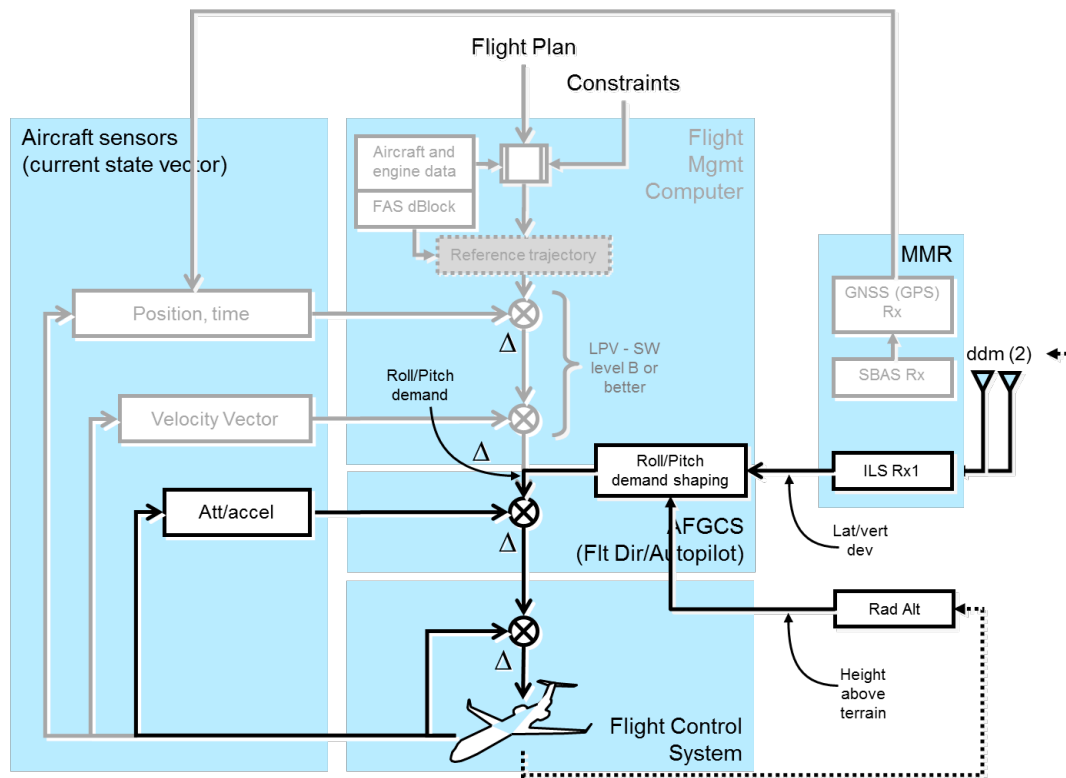 Flight Plan
Constraints
Aircraft sensors
(current state vector)
Flight
Mgmt
Computer
Aircraft and
engine data
FAS dBlock
Reference trajectory
MMR
GNSS (GPS)
Rx
SBAS Rx
ddm (2)
Position, time
Δ
LPV - SW
level B or
better
Roll/Pitch
demand
Velocity Vector
Δ
Roll/Pitch
demand shaping
ILS Rx1
Att/accel
Δ
AFGCS
(Flt Dir/Autopilot)
Lat/vert
dev
Rad Alt
Δ
Height
above
terrain
Flight Control
System